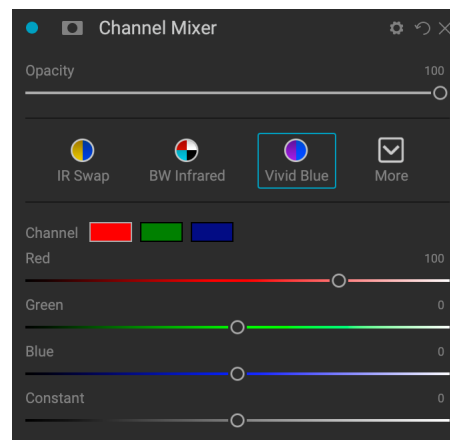 Channel Mixer
Opacity 100
IR Swap BW Infrared Vivid Blue More
Channel
Red 100
Green 0
Blue 0
Constant 0